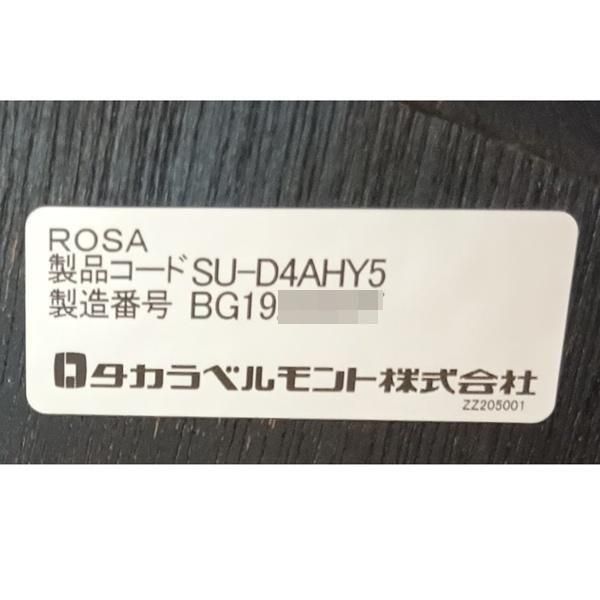 ROSA
製品コード SU-D4AHY5
製造番号 BG19
タカラベルモント株式会社
ZZ205001